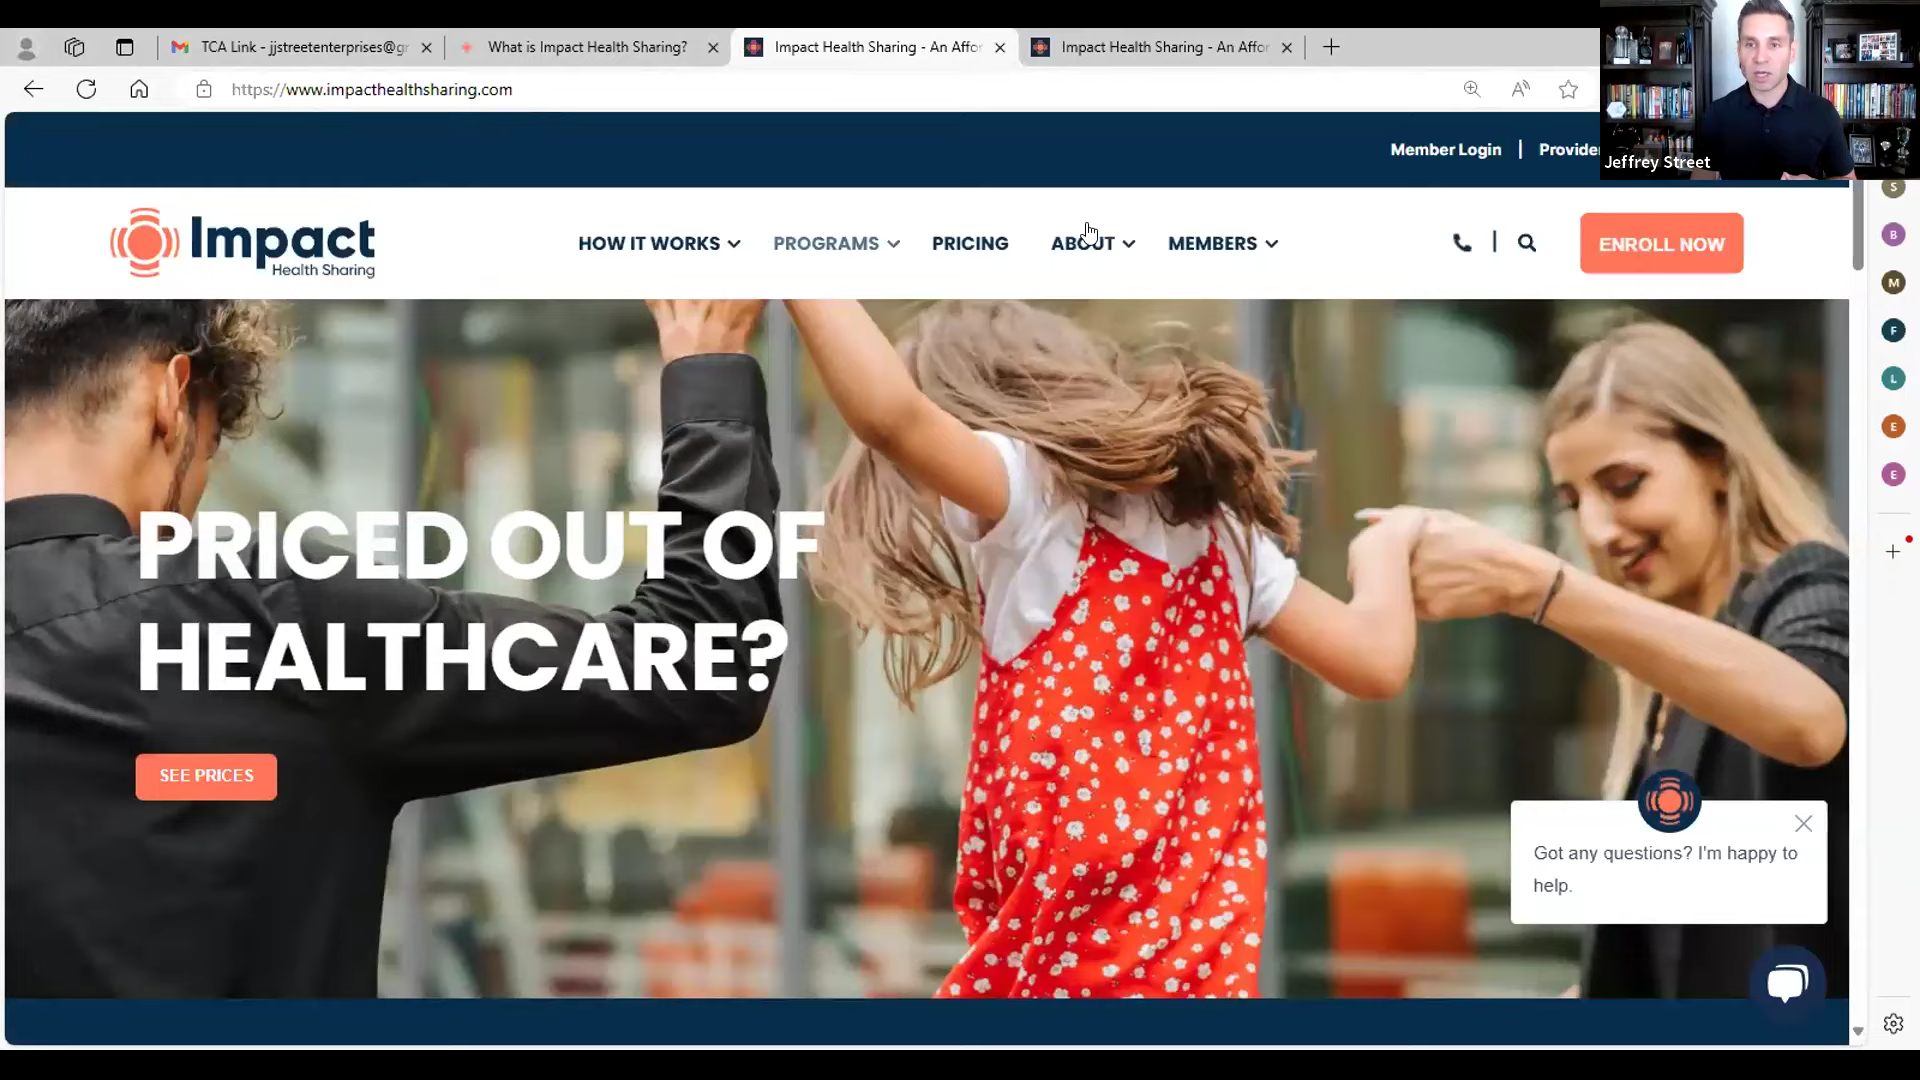 TCA Link - jjstreetenterprises@g
What is Impact Health Sharing?
Impact Health Sharing - An Affor
Impact Health Sharing - An Affor
https://www.impacthealthsharing.com
Jeffrey Street
Member Login | Provide
Impact
Health Sharing
HOW IT WORKS
PROGRAMS
PRICING
ABOUT
MEMBERS
ENROLL NOW
S
B
M
F
L
E
E
PRICED OUT OF
HEALTHCARE?
SEE PRICES
Got any questions? I'm happy to
help.